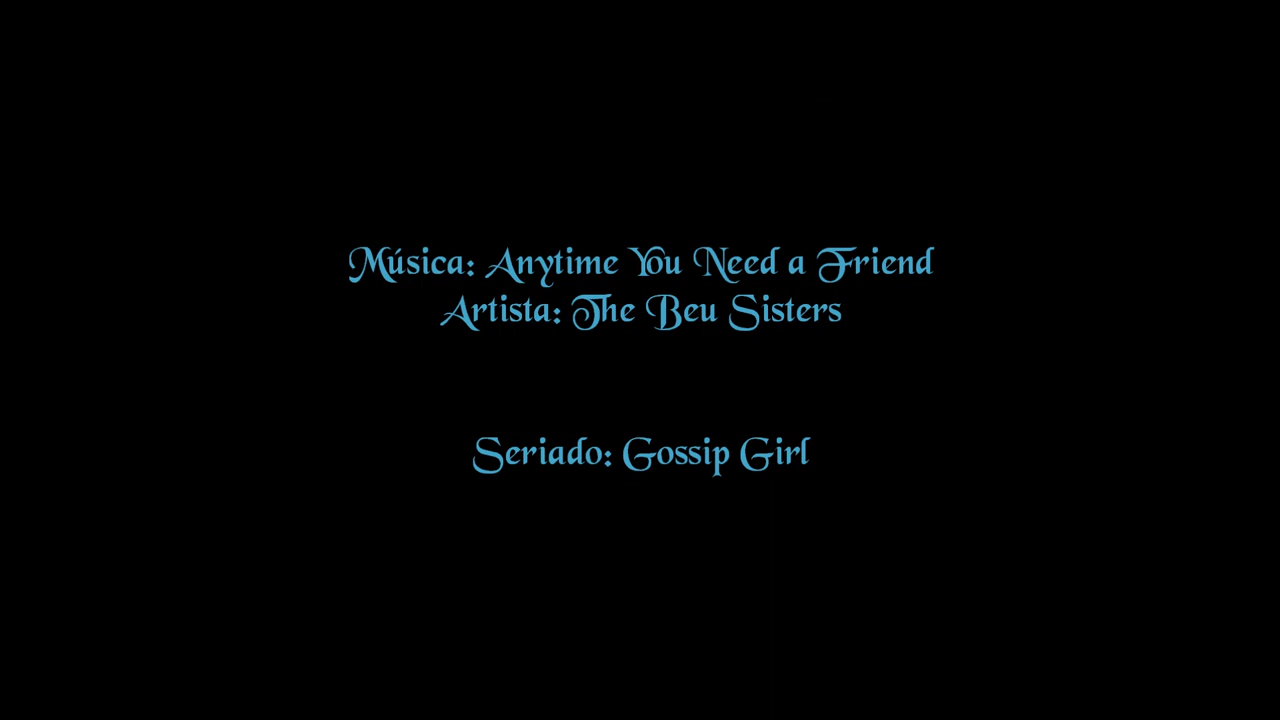 Música: Anytime You Need a Friend
Artista: The Beu Sisters
Seriado: Gossip Girl